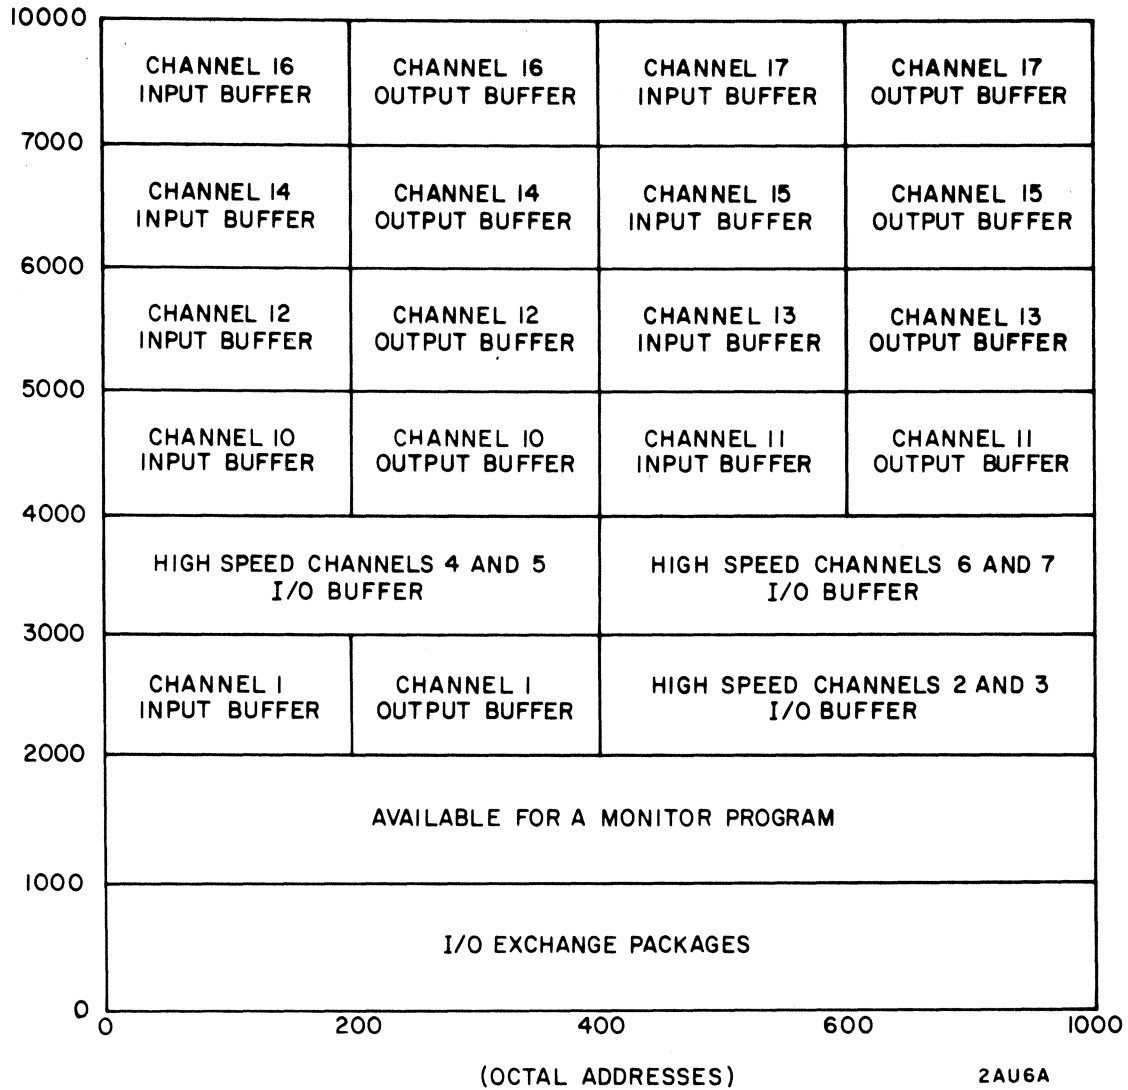 10000
CHANNEL 16
INPUT BUFFER
CHANNEL 16
OUTPUT BUFFER
CHANNEL 17
INPUT BUFFER
CHANNEL 17
OUTPUT BUFFER
7000
CHANNEL 14
INPUT BUFFER
CHANNEL 14
OUTPUT BUFFER
CHANNEL 15
INPUT BUFFER
CHANNEL 15
OUTPUT BUFFER
6000
CHANNEL 12
INPUT BUFFER
CHANNEL 12
OUTPUT BUFFER
CHANNEL 13
INPUT BUFFER
CHANNEL 13
OUTPUT BUFFER
5000
CHANNEL 10
INPUT BUFFER
CHANNEL 10
OUTPUT BUFFER
CHANNEL 11
INPUT BUFFER
CHANNEL 11
OUTPUT BUFFER
4000
HIGH SPEED CHANNELS 4 AND 5
I/O BUFFER
HIGH SPEED CHANNELS 6 AND 7
I/O BUFFER
3000
CHANNEL 1
INPUT BUFFER
CHANNEL 1
OUTPUT BUFFER
HIGH SPEED CHANNELS 2 AND 3
I/O BUFFER
2000
AVAILABLE FOR A MONITOR PROGRAM
1000
I/O EXCHANGE PACKAGES
0
0 200 400 600 1000
(OCTAL ADDRESSES)
2AU6A